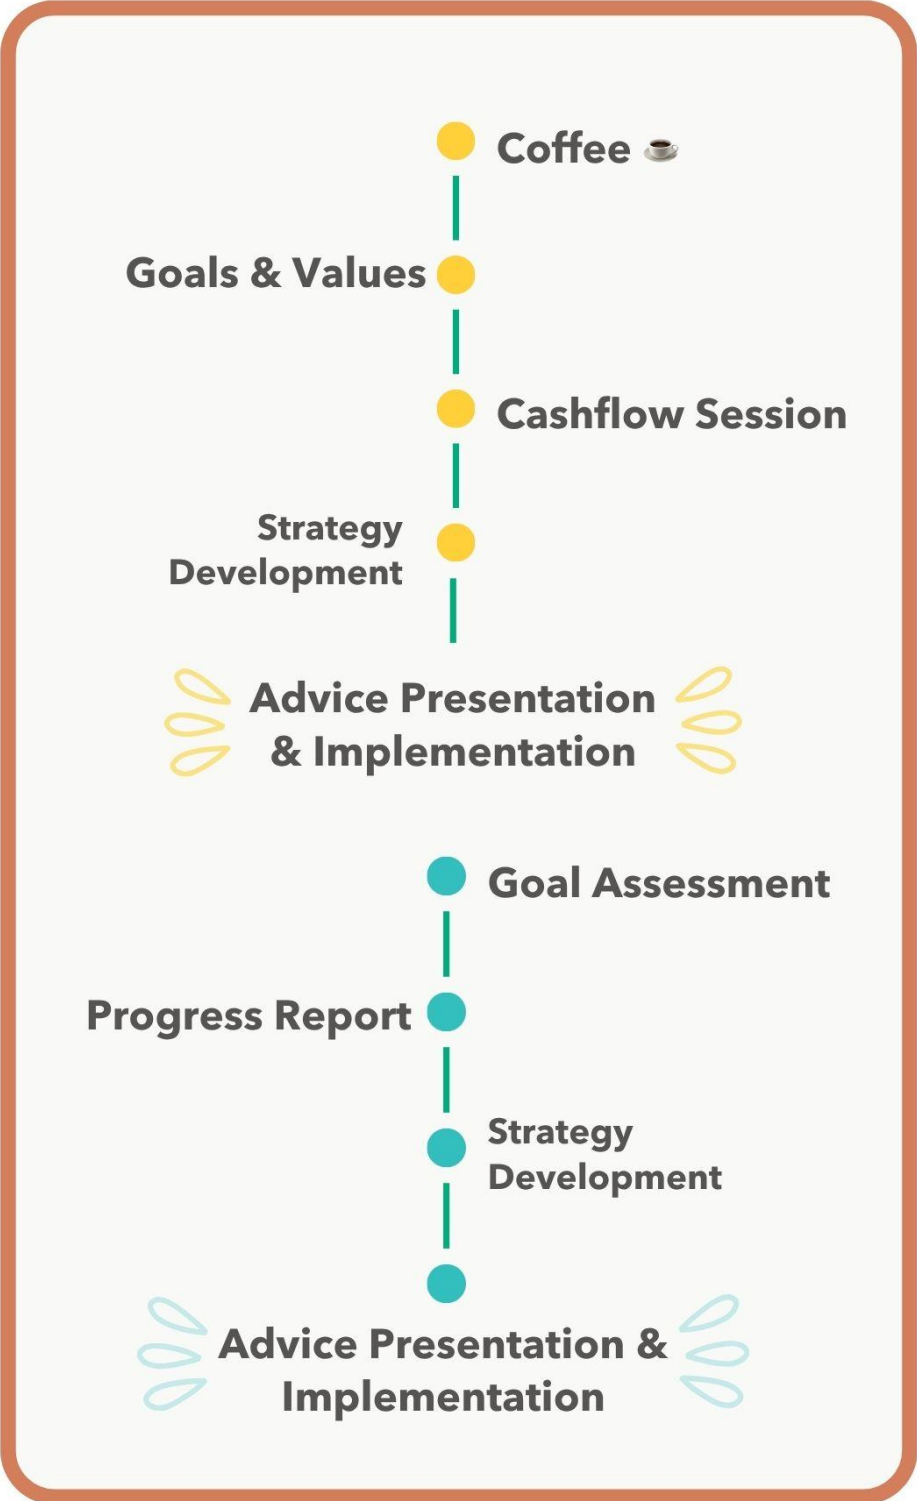 Coffee ☕
Goals & Values
Cashflow Session
Strategy
Development
Advice Presentation
& Implementation
Goal Assessment
Progress Report
Strategy
Development
Advice Presentation &
Implementation